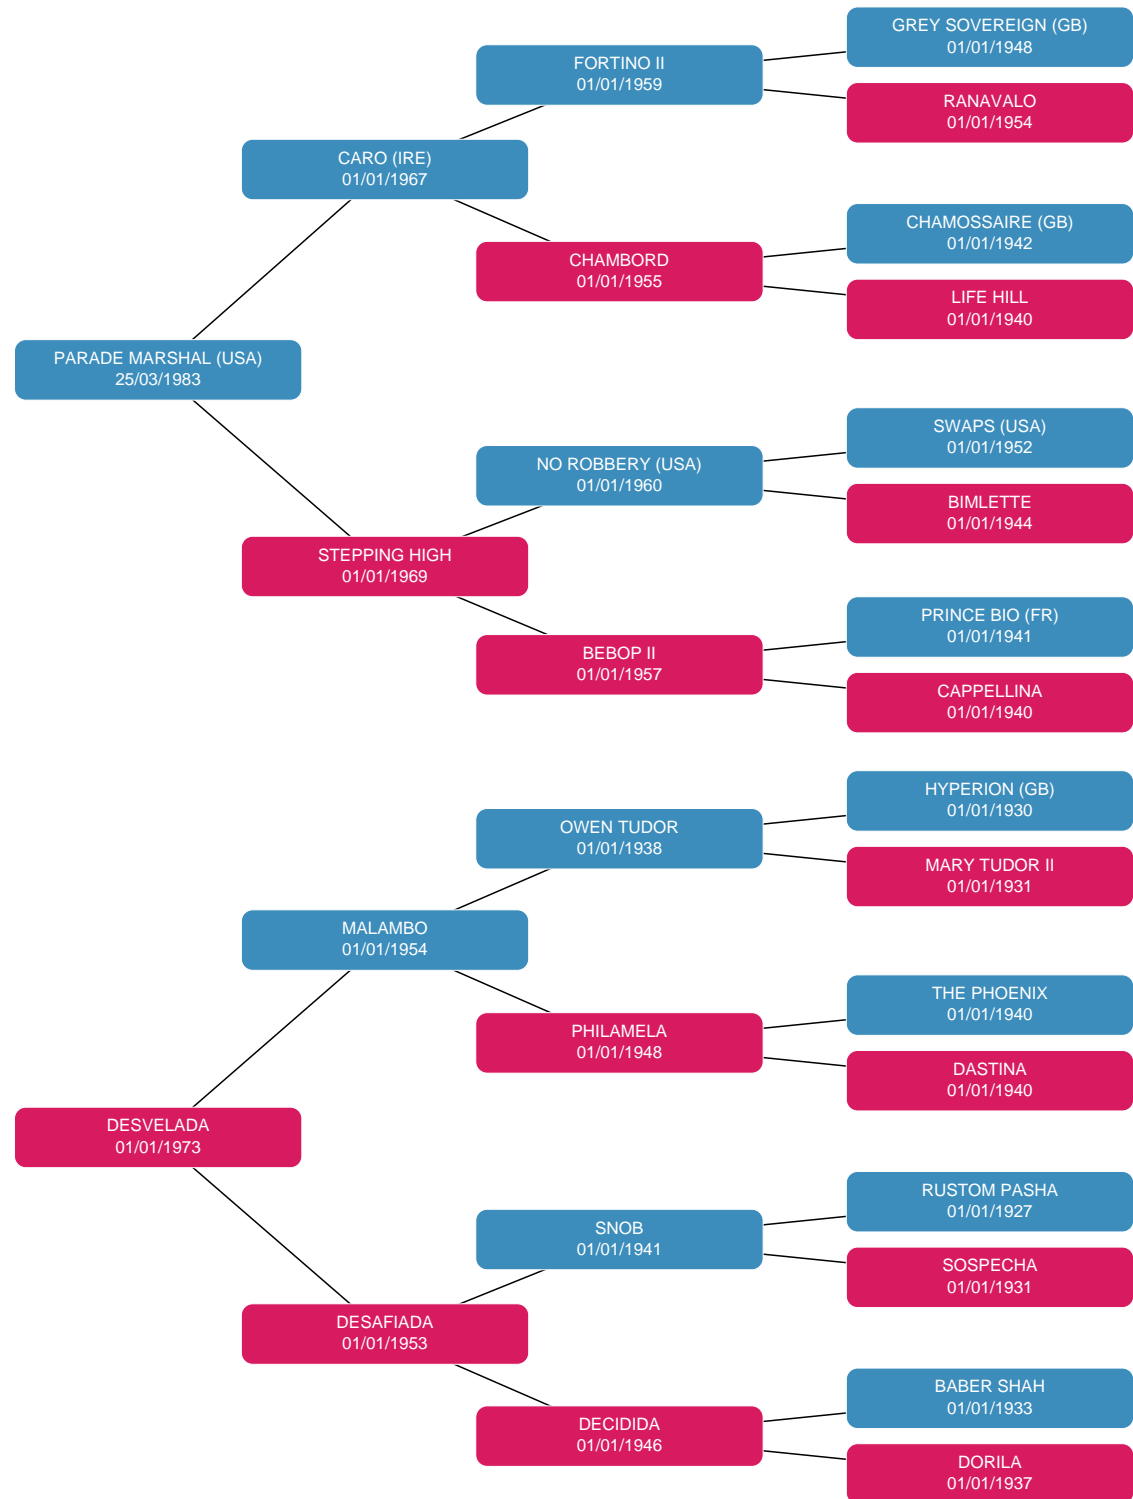 GREY SOVEREIGN (GB)
01/01/1948
FORTINO II
01/01/1959
RANAVALO
01/01/1954
CARO (IRE)
01/01/1967
CHAMOSSAIRE (GB)
01/01/1942
CHAMBORD
01/01/1955
LIFE HILL
01/01/1940
PARADE MARSHAL (USA)
25/03/1983
SWAPS (USA)
01/01/1952
NO ROBBERY (USA)
01/01/1960
BIMLETTE
01/01/1944
STEPPING HIGH
01/01/1969
PRINCE BIO (FR)
01/01/1941
BEBOP II
01/01/1957
CAPPELLINA
01/01/1940
HYPERION (GB)
01/01/1930
OWEN TUDOR
01/01/1938
MARY TUDOR II
01/01/1931
MALAMBO
01/01/1954
THE PHOENIX
01/01/1940
PHILAMELA
01/01/1948
DASTINA
01/01/1940
DESVELADA
01/01/1973
RUSTOM PASHA
01/01/1927
SNOB
01/01/1941
SOSPECHA
01/01/1931
DESAFIADA
01/01/1953
BABER SHAH
01/01/1933
DECIDIDA
01/01/1946
DORILA
01/01/1937